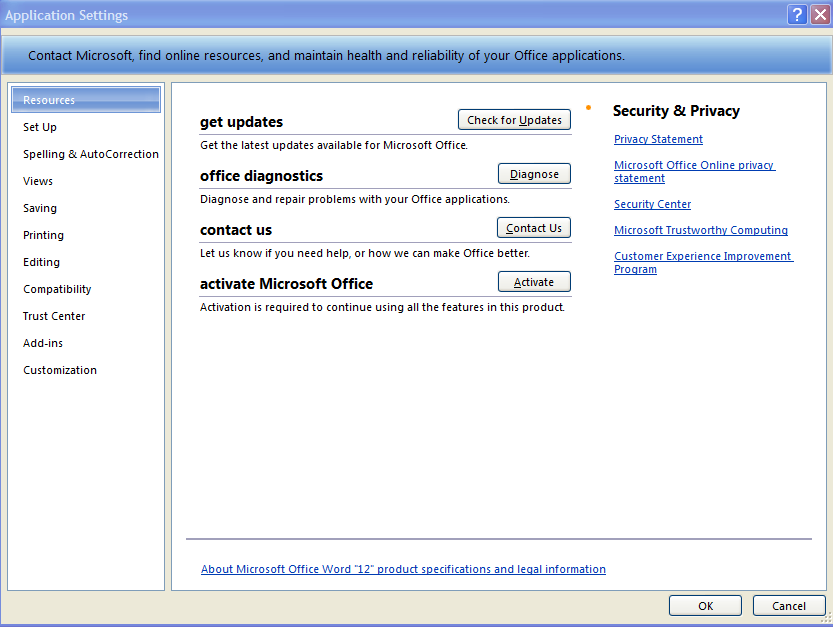 Application Settings
Contact Microsoft, find online resources, and maintain health and reliability of your Office applications.
Resources
Set Up
Spelling & AutoCorrection
Views
Saving
Printing
Editing
Compatibility
Trust Center
Add-ins
Customization
get updates
Check for Updates
Get the latest updates available for Microsoft Office.
office diagnostics
Diagnose
Diagnose and repair problems with your Office applications.
contact us
Contact Us
Let us know if you need help, or how we can make Office better.
activate Microsoft Office
Activate
Activation is required to continue using all the features in this product.
Security & Privacy
Privacy Statement
Microsoft Office Online privacy
statement
Security Center
Microsoft Trustworthy Computing
Customer Experience Improvement
Program
About Microsoft Office Word "12" product specifications and legal information
OK
Cancel